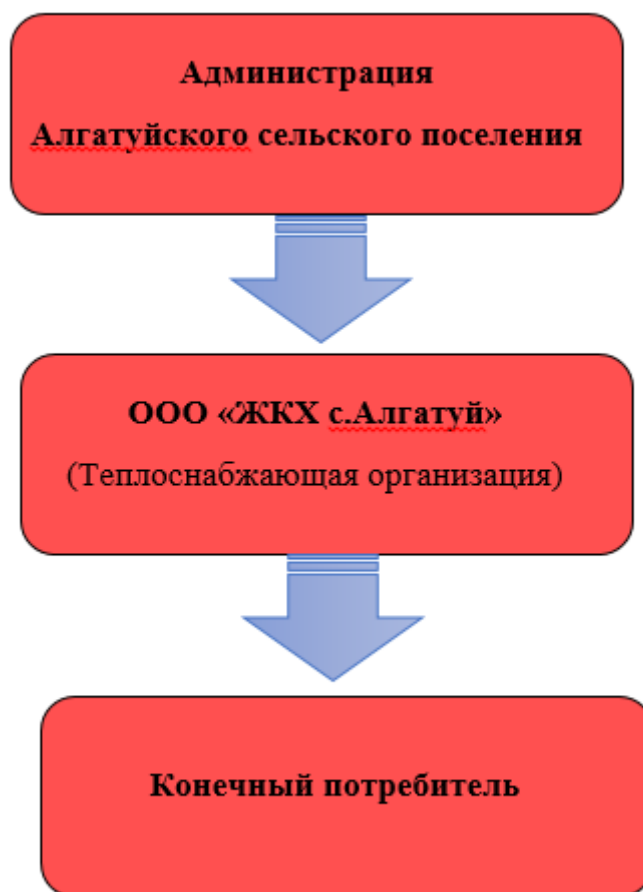 Администрация
Алгатуйского сельского поселения
ООО «ЖКХ с.Алгатуй»
(Теплоснабжающая организация)
Конечный потребитель